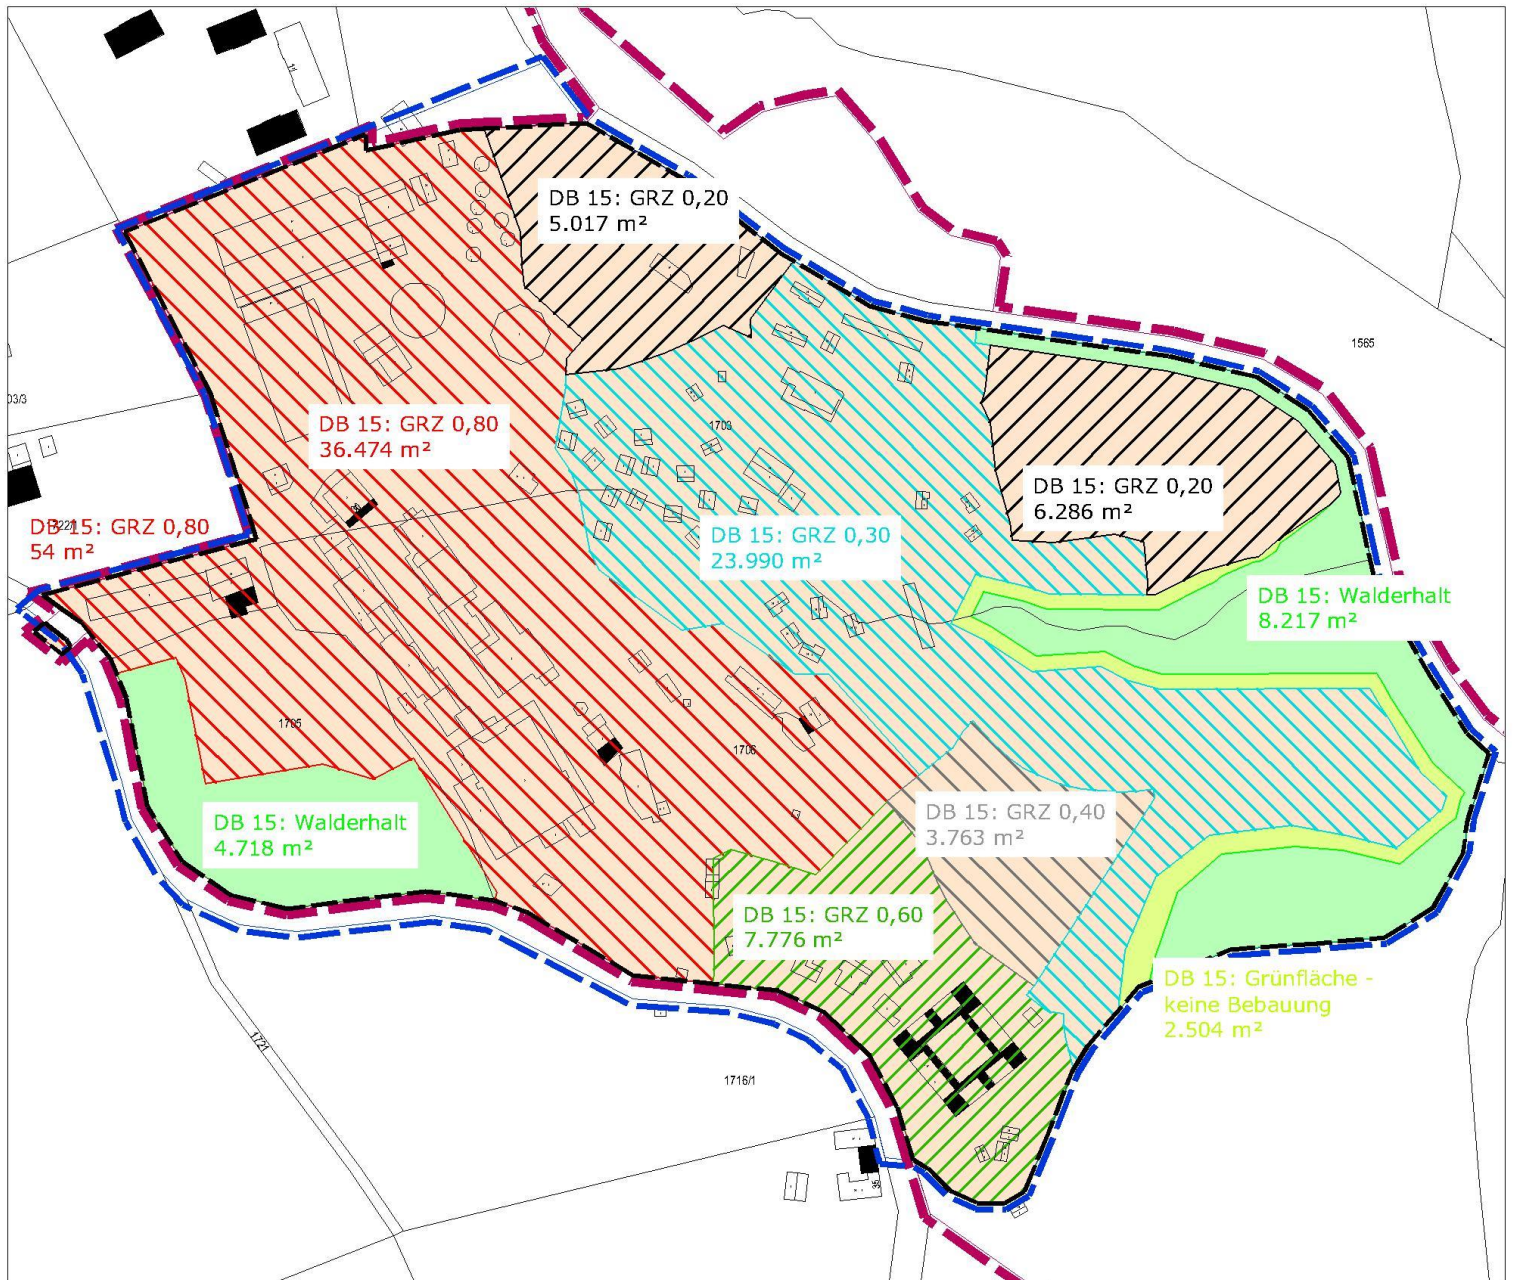 11
DB 15: GRZ 0,20
5.017 m²
1565
03/3
DB 15: GRZ 0,80
36.474 m²
1703
DB 15: GRZ 0,20
6.286 m²
DB 15: GRZ 0,80
54 m²
DB 15: GRZ 0,30
23.990 m²
DB 15: Walderhalt
8.217 m²
1705
1706
DB 15: Walderhalt
4.718 m²
DB 15: GRZ 0,40
3.763 m²
DB 15: GRZ 0,60
7.776 m²
DB 15: Grünfläche -
keine Bebauung
2.504 m²
1721
1716/1
35